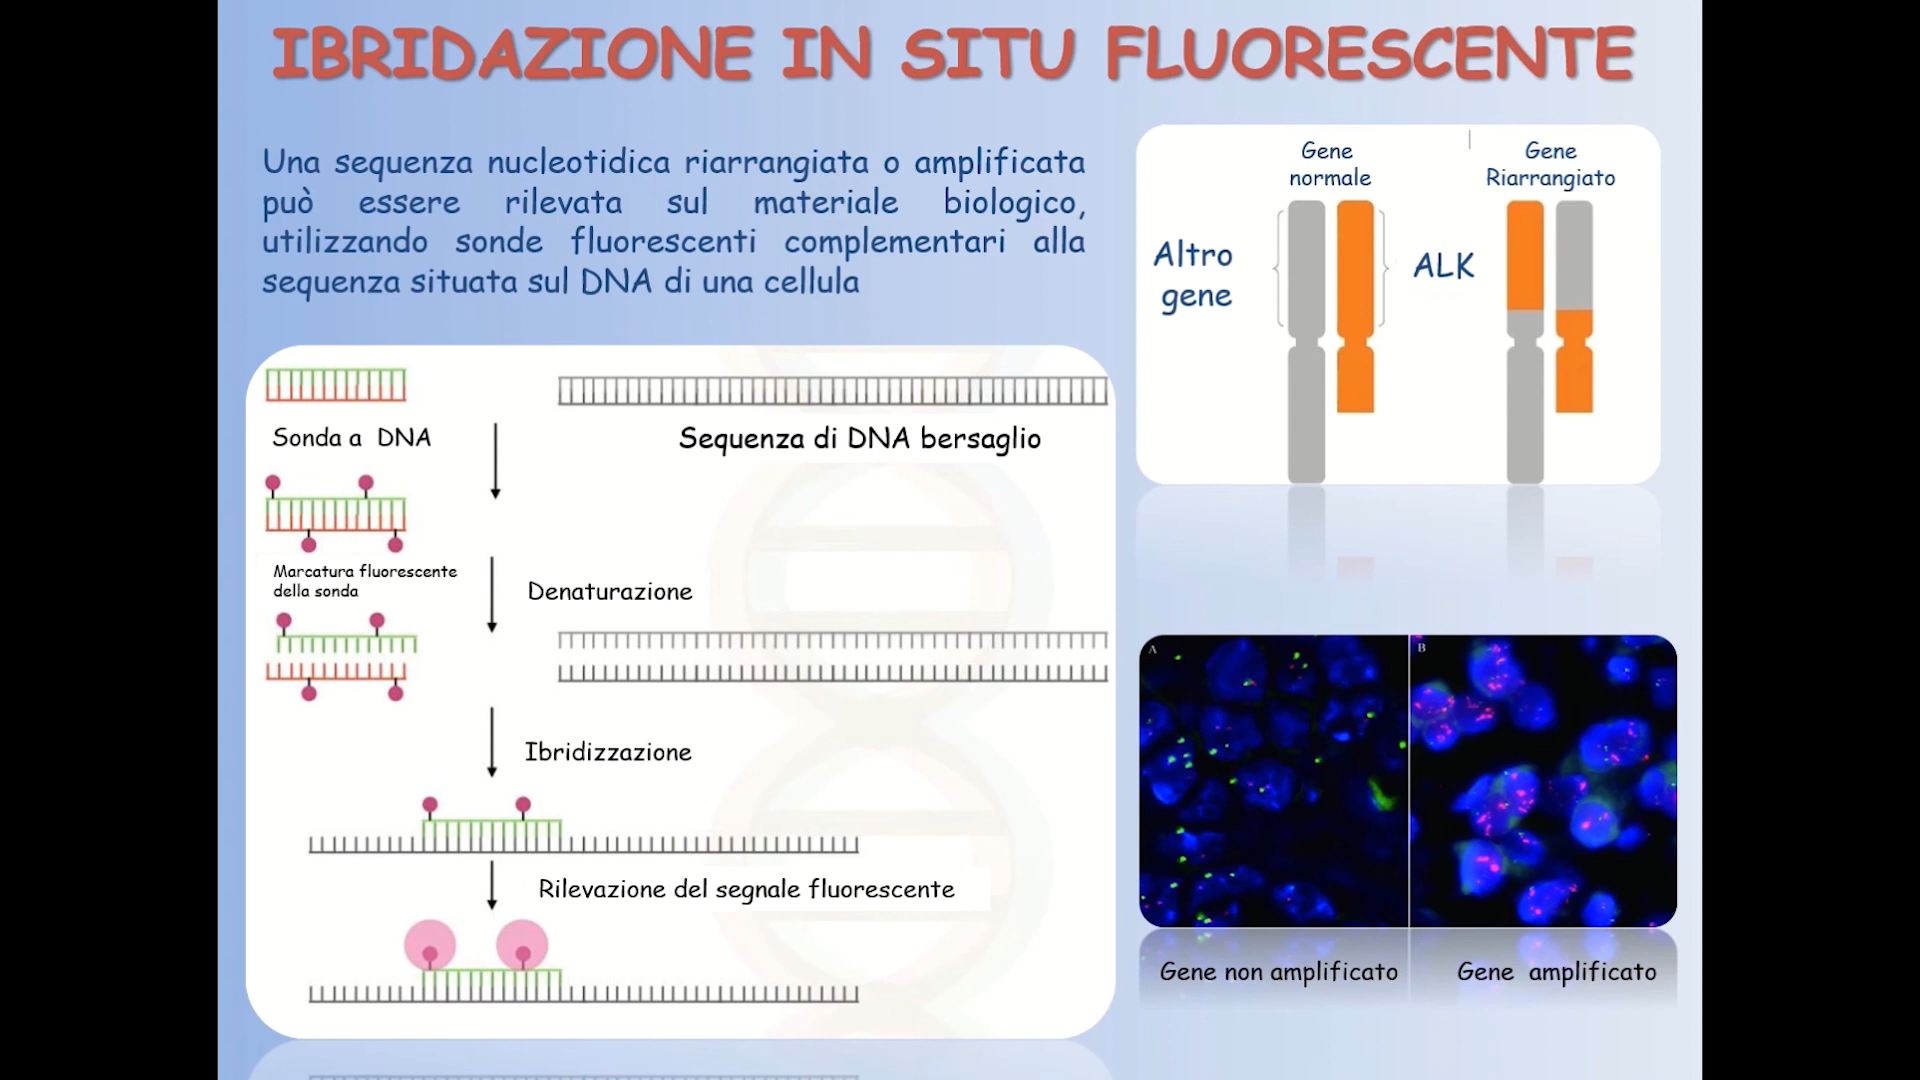 IBRIDAZIONE IN SITU FLUORESCENTE
Una sequenza nucleotidica riarrangiata o amplificata
può essere rilevata sul materiale biologico,
utilizzando sonde fluorescenti complementari alla
sequenza situata sul DNA di una cellula
Sonda a DNA
Sequenza di DNA bersaglio
Marcatura fluorescente
della sonda
Denaturazione
Ibridizzazione
Rilevazione del segnale fluorescente
Gene
normale
Gene
Riarrangiato
Altro
gene
ALK
A
B
Gene non amplificato
Gene amplificato